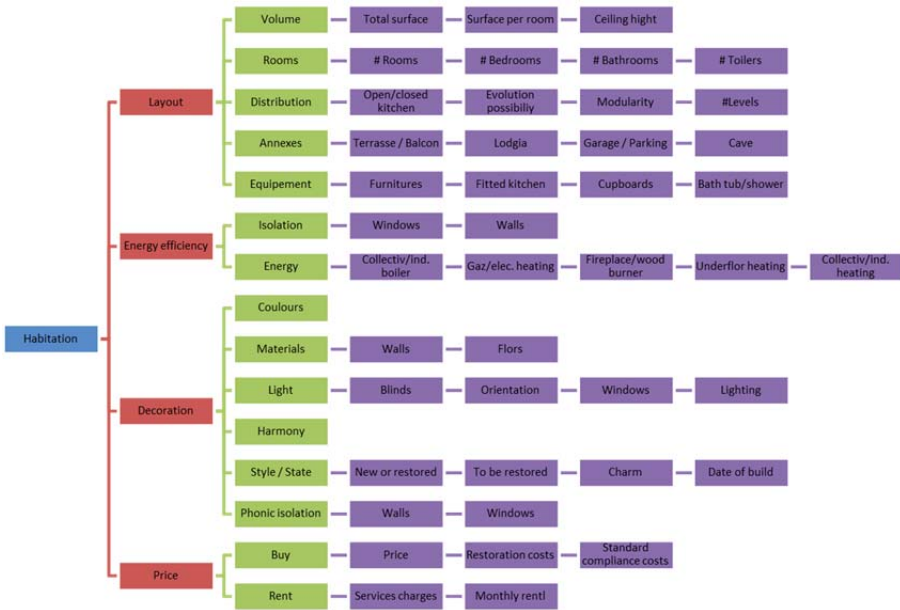 Volume
Total surface
Surface per room
Ceiling hight
Rooms
# Rooms
# Bedrooms
# Bathrooms
# Toilers
Layout
Distribution
Open/closed
kitchen
Evolution
possibiliy
Modularity
#Levels
Annexes
Terrasse / Balcon
Lodgia
Garage / Parking
Cave
Equipement
Furnitures
Fitted kitchen
Cupboards
Bath tub/shower
Energy efficiency
Isolation
Windows
Walls
Energy
Collectiv/ind.
boiler
Gaz/elec. heating
Fireplace/wood
burner
Underflor heating
Collectiv/ind.
heating
Habitation
Decoration
Coulours
Materials
Walls
Flors
Light
Blinds
Orientation
Windows
Lighting
Harmony
Style / State
New or restored
To be restored
Charm
Date of build
Phonic isolation
Walls
Windows
Price
Buy
Price
Restoration costs
Standard
compliance costs
Rent
Services charges
Monthly rentl